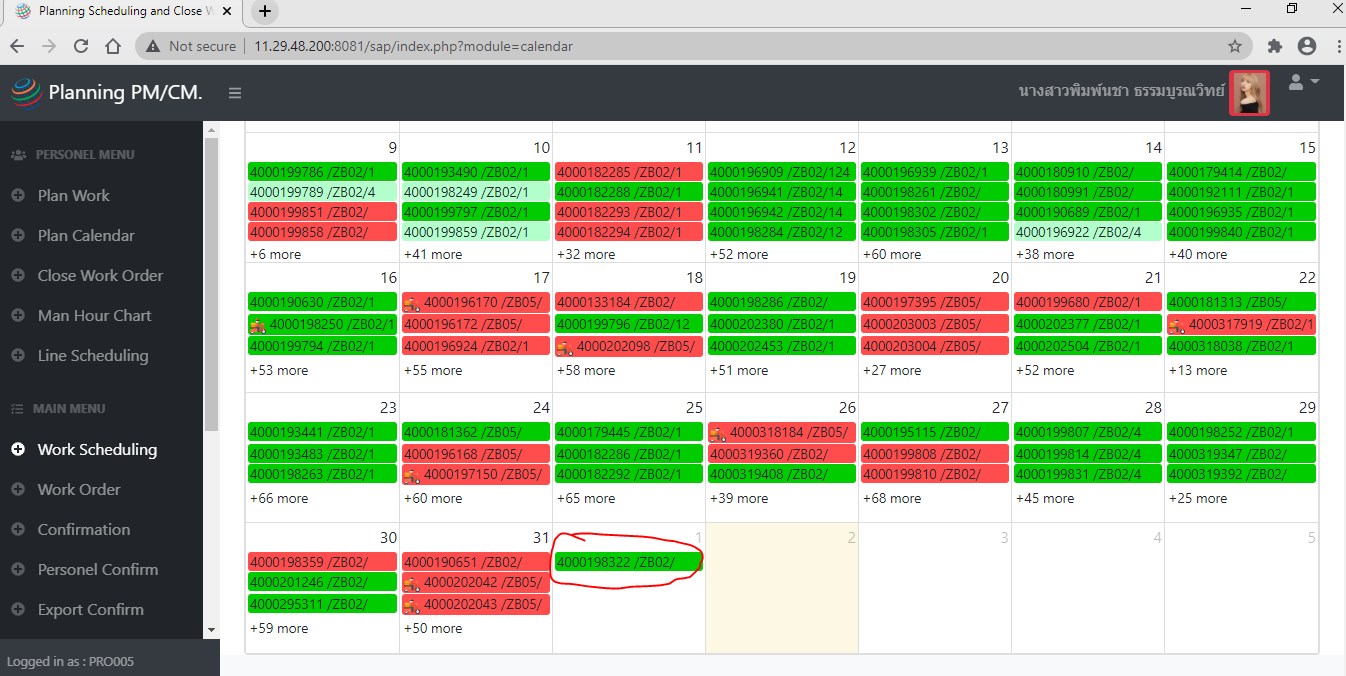 Planning Scheduling and Close W
Not secure
11.29.48.200:8081/sap/index.php?module=calendar
Planning PM/CM.
นางสาวพิมพ์นชา ธรรมบูรณวิทย์
PERSONEL MENU
Plan Work
Plan Calendar
Close Work Order
Man Hour Chart
Line Scheduling
MAIN MENU
Work Scheduling
Work Order
Confirmation
Personel Confirm
Export Confirm
Logged in as : PRO005
9 10 11 12 13 14 15
4000199786 /ZB02/1 4000193490 /ZB02/1 4000182285 /ZB02/1 4000196909 /ZB02/124 4000196939 /ZB02/1 4000180910 /ZB02/ 4000179414 /ZB02/
4000199789 /ZB02/4 4000198249 /ZB02/1 4000182288 /ZB02/1 4000196941 /ZB02/14 4000198261 /ZB02/ 4000180991 /ZB02/ 4000192111 /ZB02/1
4000199851 /ZB02/ 4000199797 /ZB02/1 4000182293 /ZB02/1 4000196942 /ZB02/14 4000198302 /ZB02/ 4000190689 /ZB02/1 4000196935 /ZB02/1
4000199858 /ZB02/ 4000199859 /ZB02/1 4000182294 /ZB02/1 4000198284 /ZB02/12 4000198305 /ZB02/1 4000196922 /ZB02/4 4000199840 /ZB02/1
+6 more +41 more +32 more +52 more +60 more +38 more +40 more
16 17 18 19 20 21 22
4000190630 /ZB02/1 4000196170 /ZB05/ 4000133184 /ZB02/ 4000198286 /ZB02/ 4000197395 /ZB05/ 4000199680 /ZB02/1 4000181313 /ZB05/
4000198250 /ZB02/1 4000196172 /ZB05/ 4000199796 /ZB02/12 4000202380 /ZB02/1 4000203003 /ZB05/ 4000202377 /ZB02/1 4000317919 /ZB02/1
4000199794 /ZB02/1 4000196924 /ZB02/1 4000202098 /ZB05/ 4000202453 /ZB02/1 4000203004 /ZB05/ 4000202504 /ZB02/1 4000318038 /ZB02/1
+53 more +55 more +58 more +51 more +27 more +52 more +13 more
23 24 25 26 27 28 29
4000193441 /ZB02/1 4000181362 /ZB05/ 4000179445 /ZB02/1 4000318184 /ZB05/ 4000195115 /ZB02/ 4000199807 /ZB02/4 4000198252 /ZB02/1
4000193483 /ZB02/1 4000196168 /ZB05/ 4000182286 /ZB02/1 4000319360 /ZB02/ 4000199808 /ZB02/ 4000199814 /ZB02/4 4000319347 /ZB02/
4000198263 /ZB02/1 4000197150 /ZB05/ 4000182292 /ZB02/1 4000319408 /ZB02/ 4000199810 /ZB02/ 4000199831 /ZB02/4 4000319392 /ZB02/
+66 more +60 more +65 more +39 more +68 more +45 more +25 more
30 31 1 2 3 4 5
4000198359 /ZB02/ 4000190651 /ZB02/ 4000198322 /ZB02/
4000201246 /ZB02/ 4000202042 /ZB05/
4000295311 /ZB02/ 4000202043 /ZB05/
+59 more +50 more